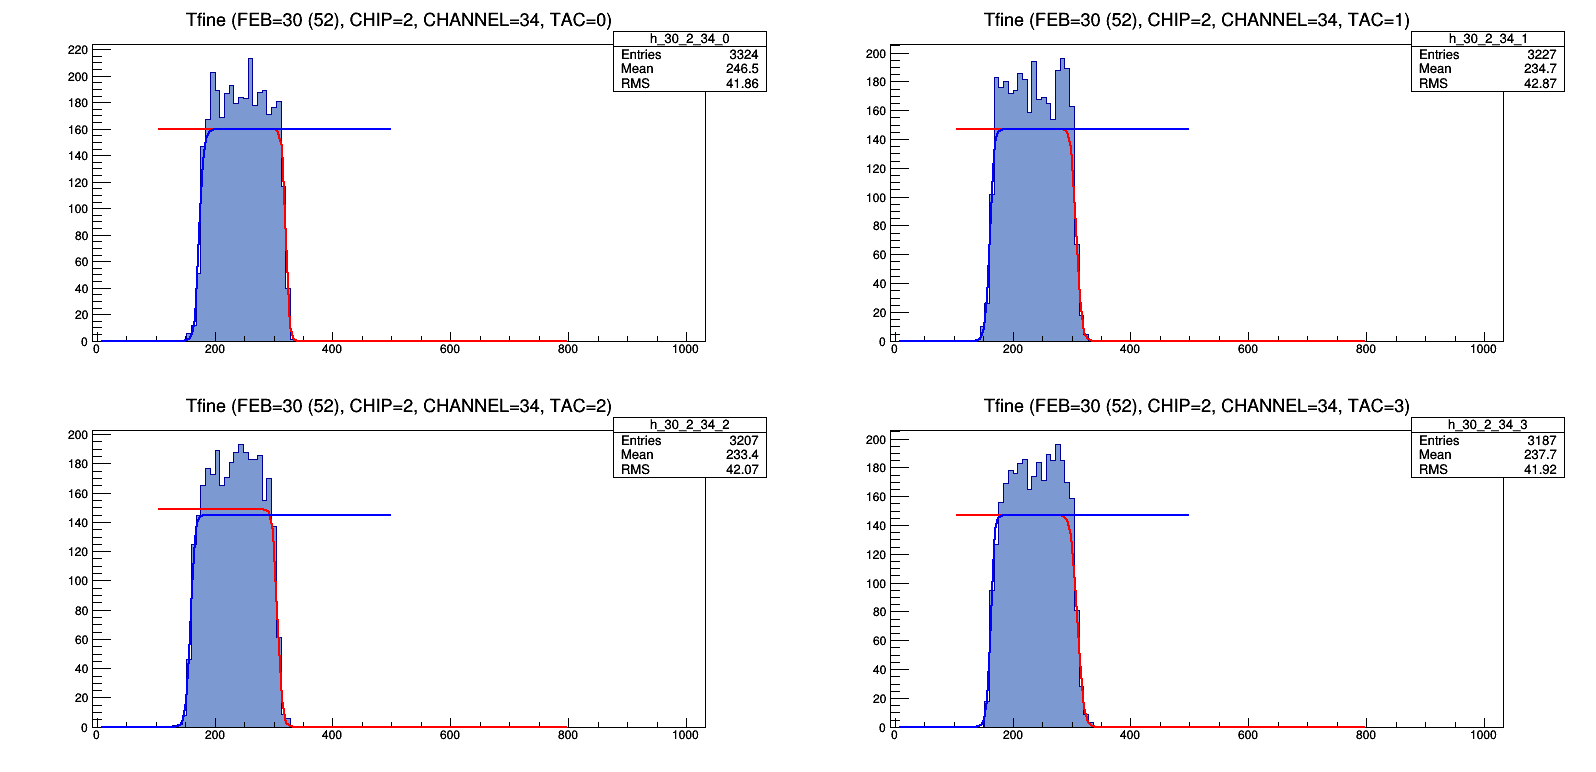 Tfine (FEB=30 (52), CHIP=2, CHANNEL=34, TAC=0)
h_30_2_34_0
Entries 3324
Mean 246.5
RMS 41.86
220
200
180
160
140
120
100
80
60
40
20
0
0 200 400 600 800 1000
Tfine (FEB=30 (52), CHIP=2, CHANNEL=34, TAC=1)
h_30_2_34_1
Entries 3227
Mean 234.7
RMS 42.87
200
180
160
140
120
100
80
60
40
20
0
0 200 400 600 800 1000
Tfine (FEB=30 (52), CHIP=2, CHANNEL=34, TAC=2)
h_30_2_34_2
Entries 3207
Mean 233.4
RMS 42.07
200
180
160
140
120
100
80
60
40
20
0
0 200 400 600 800 1000
Tfine (FEB=30 (52), CHIP=2, CHANNEL=34, TAC=3)
h_30_2_34_3
Entries 3187
Mean 237.7
RMS 41.92
200
180
160
140
120
100
80
60
40
20
0
0 200 400 600 800 1000